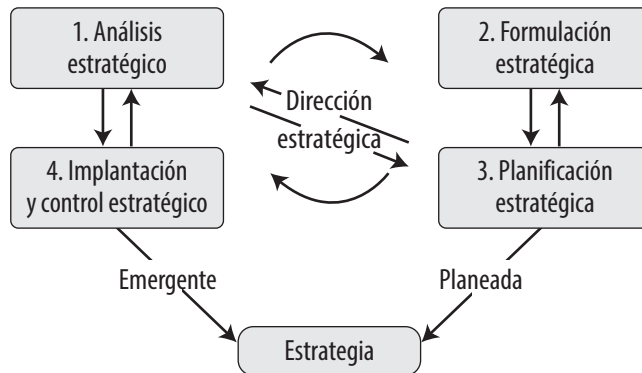 1. Análisis
estratégico
2. Formulación
estratégica
Dirección
estratégica
4. Implantación
y control estratégico
3. Planificación
estratégica
Emergente
Planeada
Estrategia